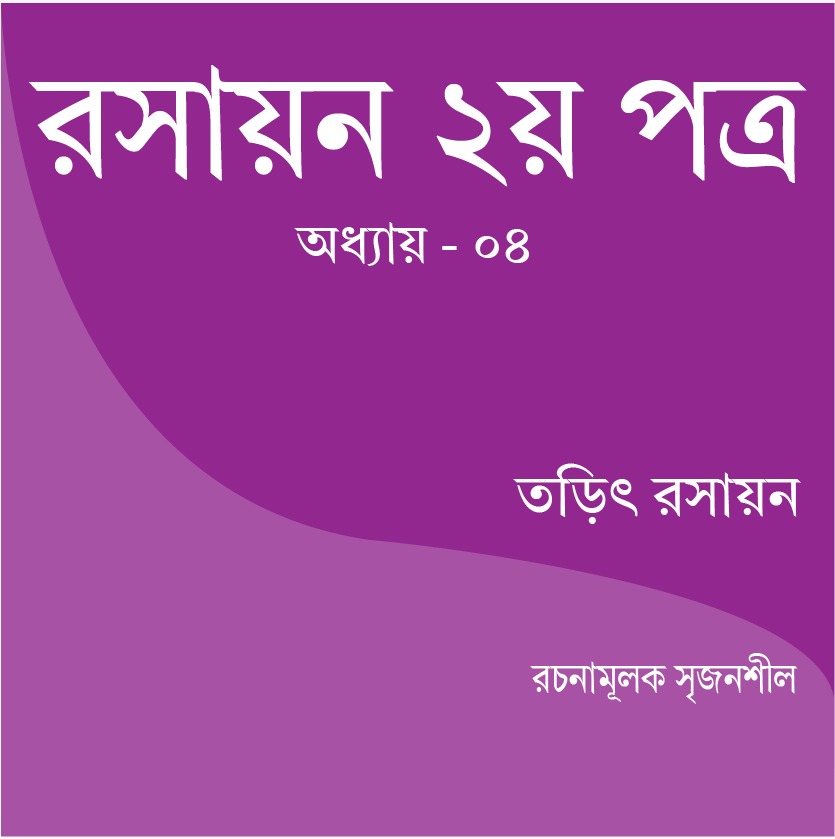 রসায়ন ২য় পত্র
অধ্যায় - ০৪
তড়িৎ রসায়ন
রচনামূলক সৃজনশীল